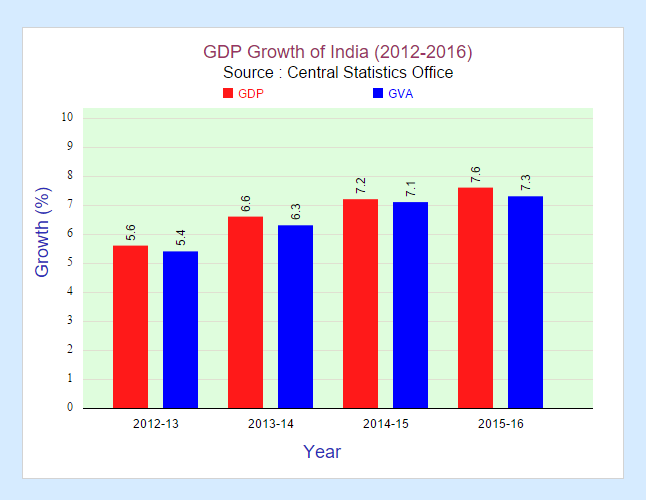 GDP Growth of India (2012-2016)
Source : Central Statistics Office
GDP GVA
10
9
8
7
6
5
4
3
2
1
0
Growth (%)
5.6 5.4 6.6 6.3 7.2 7.1 7.6 7.3
2012-13 2013-14 2014-15 2015-16
Year